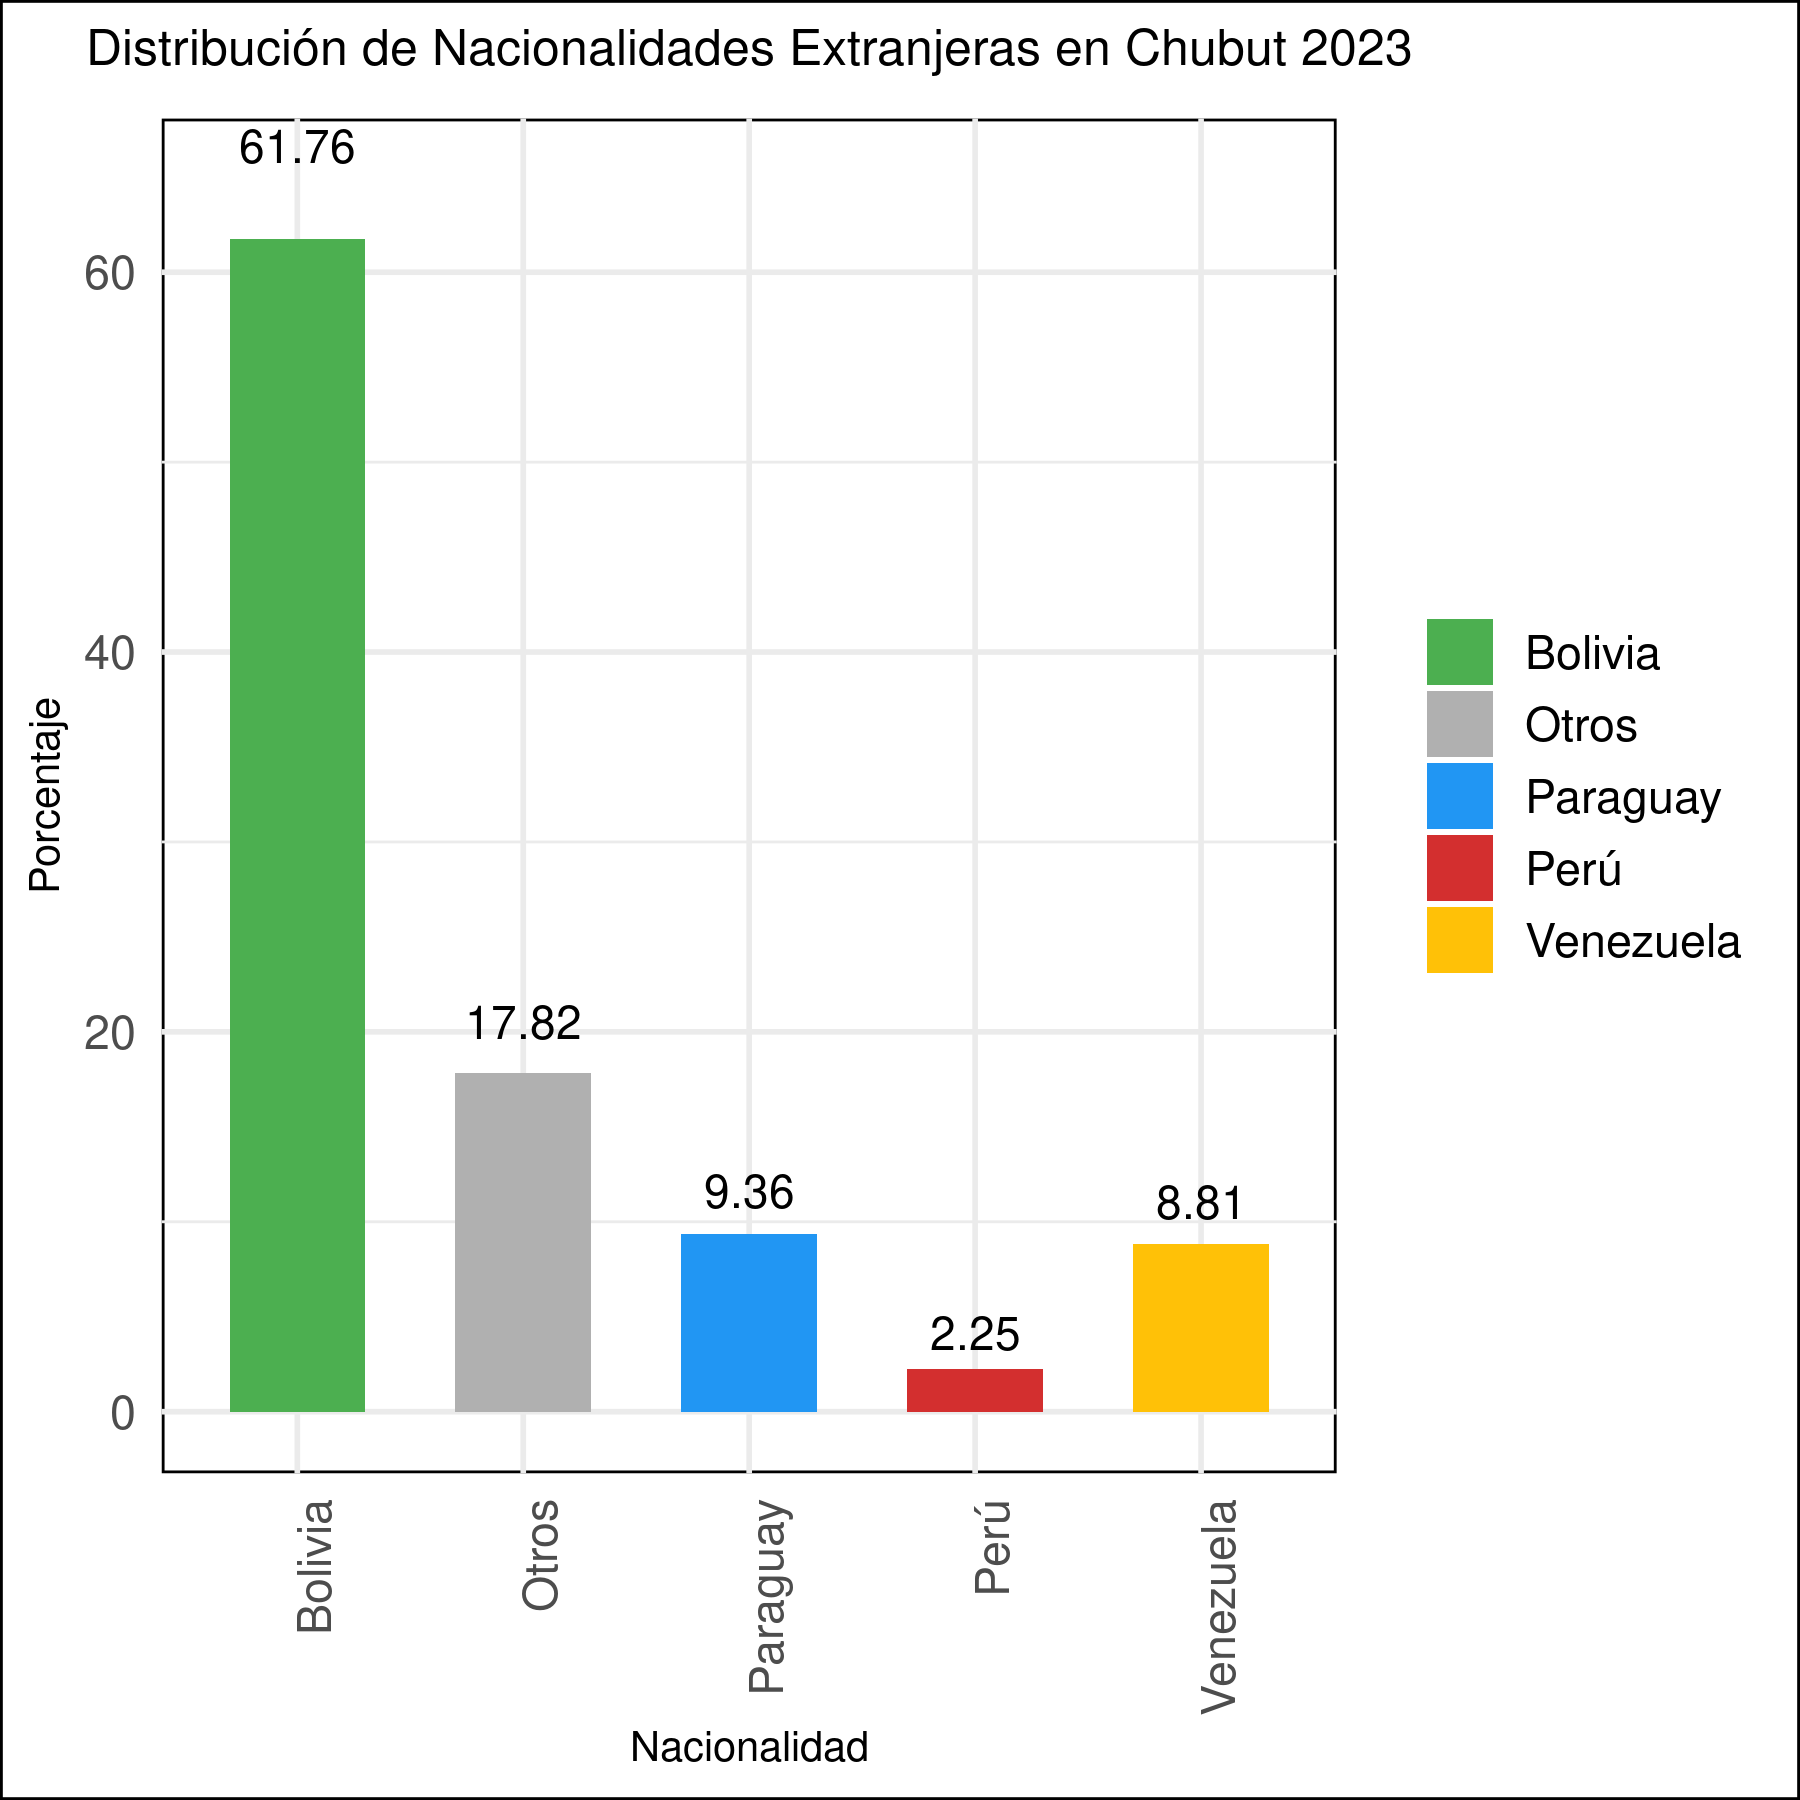 Distribución de Nacionalidades Extranjeras en Chubut 2023
Porcentaje
60
40
20
0
61.76
17.82
9.36
2.25
8.81
Bolivia
Otros
Paraguay
Perú
Venezuela
Nacionalidad
Bolivia
Otros
Paraguay
Perú
Venezuela